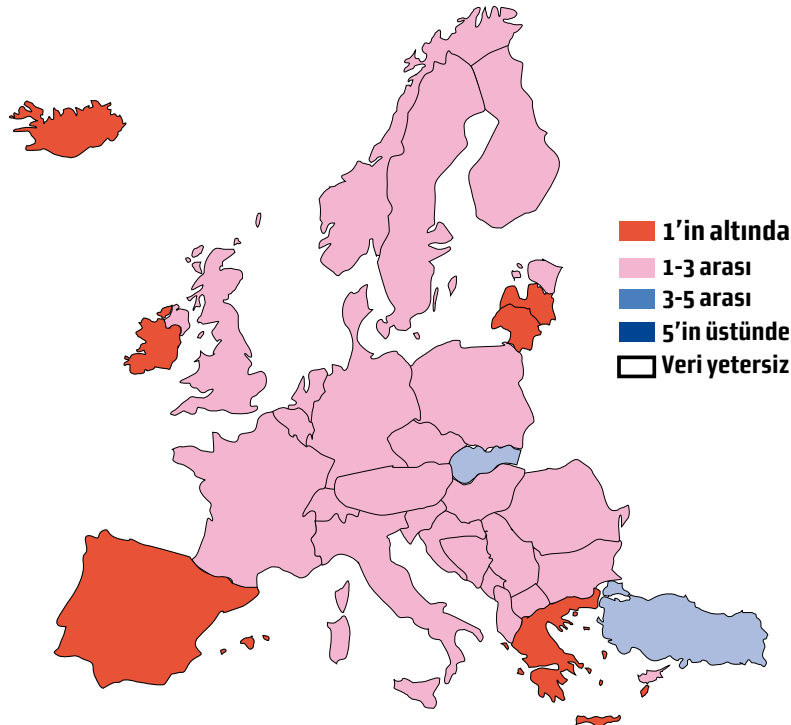 1’in altında
1-3 arası
3-5 arası
5’in üstünde
Veri yetersiz